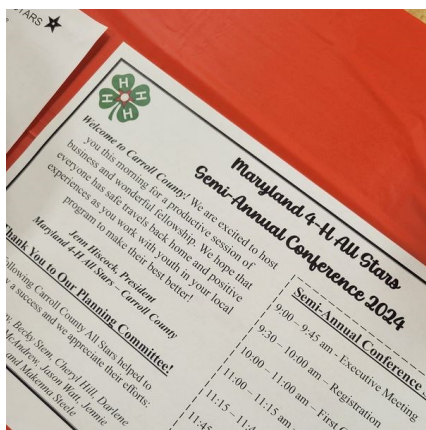 STARS
H
H H
H
Maryland 4-H All Stars
Semi-Annual Conference 2024
Welcome to Carroll County! We are excited to host
you this morning for a productive session of
business and wonderful fellowship. We hope that
everyone has safe travels back home and positive
experiences as you work with youth in your local
program to make their best better!
Jenn Hiscock, President
Maryland 4-H All Stars – Carroll County
Thank You to Our Planning Committee!
following Carroll County All Stars helped to
a success and we appreciate their efforts:
Becky Stem, Cheryl Hill, Darlene
McAndrew, Jason Watt, Jennie
and Makenna Steele
Semi-Annual Conference
9:00 – 9:45 am - Executive Meeting
9:30 – 10:00 am – Registration
10:00 – 11:00 am – First
11:00 – 11:15 am
11:15 – 11:4
11:45